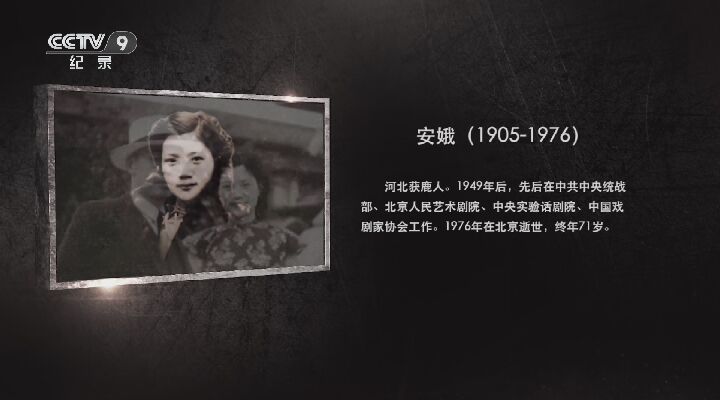 CCTV 9
纪录
安娥（1905-1976）
河北获鹿人。1949年后，先后在中共中央统战
部、北京人民艺术剧院、中央实验话剧院、中国戏
剧家协会工作。1976年在北京逝世，终年71岁。